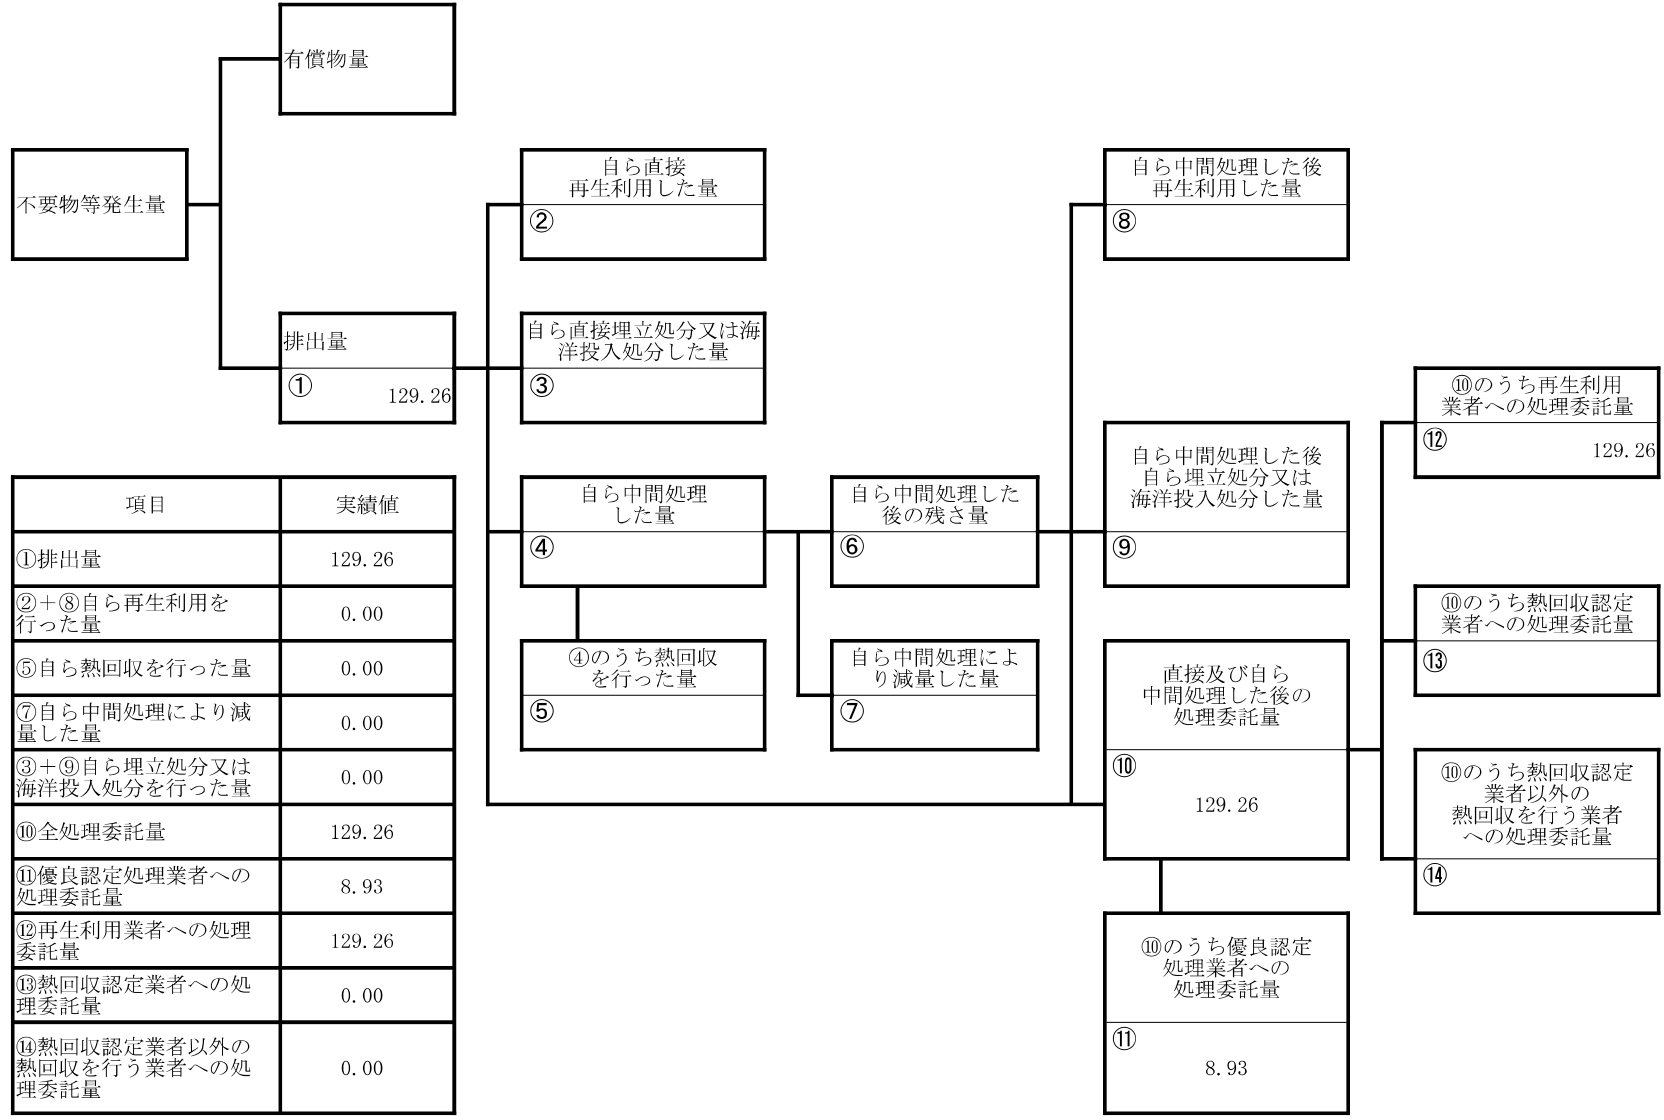 有償物量
不要物等発生量
排出量
①
129.26
自ら直接
再生利用した量
②
自ら直接埋立処分又は海
洋投入処分した量
③
自ら中間処理
した量
④
④のうち熱回収
を行った量
⑤
自ら中間処理した
後の残さ量
⑥
自ら中間処理によ
り減量した量
⑦
自ら中間処理した後
再生利用した量
⑧
自ら中間処理した後
自ら埋立処分又は
海洋投入処分した量
⑨
直接及び自ら
中間処理した後の
処理委託量
⑩
129.26
⑩のうち優良認定
処理業者への
処理委託量
⑪
8.93
⑩のうち再生利用
業者への処理委託量
⑫
129.26
⑩のうち熱回収認定
業者への処理委託量
⑬
⑩のうち熱回収認定
業者以外の
熱回収を行う業者
への処理委託量
⑭
項目 実績値
①排出量 129.26
②＋⑧自ら再生利用を
行った量 0.00
⑤自ら熱回収を行った量 0.00
⑦自ら中間処理により減
量した量 0.00
③＋⑨自ら埋立処分又は
海洋投入処分を行った量 0.00
⑩全処理委託量 129.26
⑪優良認定処理業者への
処理委託量 8.93
⑫再生利用業者への処理
委託量 129.26
⑬熱回収認定業者への処
理委託量 0.00
⑭熱回収認定業者以外の
熱回収を行う業者への処
理委託量 0.00